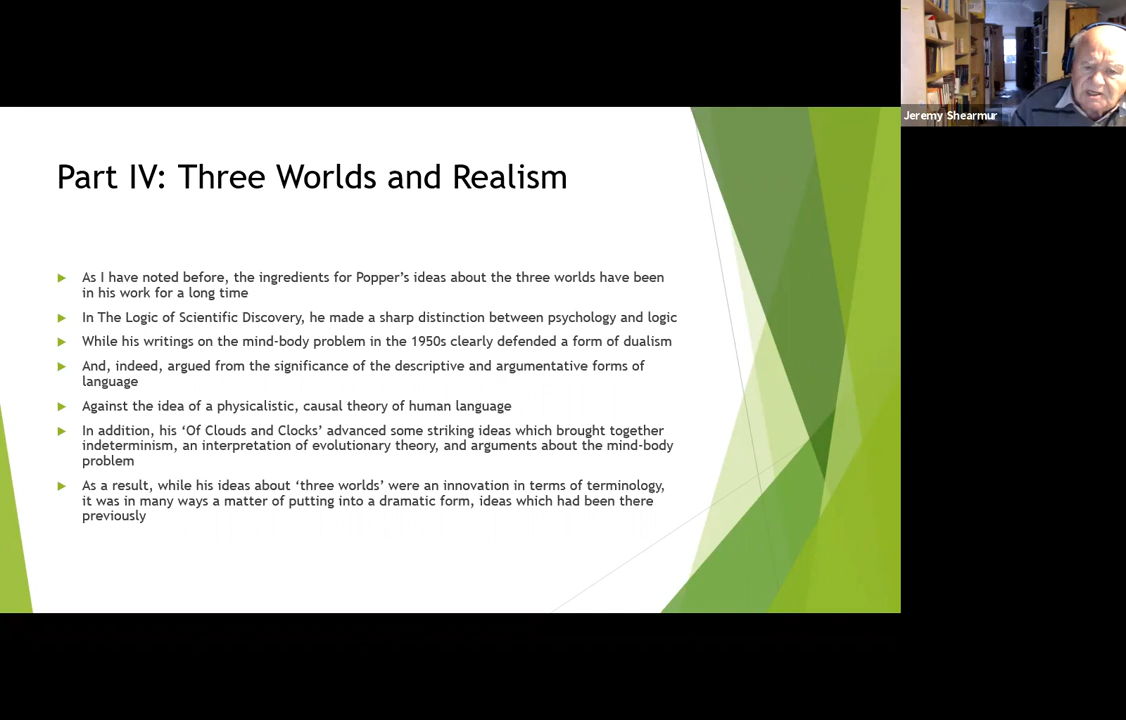 Jeremy Shearmur
Part IV: Three Worlds and Realism
As I have noted before, the ingredients for Popper's ideas about the three worlds have been
in his work for a long time
In The Logic of Scientific Discovery, he made a sharp distinction between psychology and logic
While his writings on the mind-body problem in the 1950s clearly defended a form of dualism
And, indeed, argued from the significance of the descriptive and argumentative forms of
language
Against the idea of a physicalistic, causal theory of human language
In addition, his ‘Of Clouds and Clocks’ advanced some striking ideas which brought together
indeterminism, an interpretation of evolutionary theory, and arguments about the mind-body
problem
As a result, while his ideas about ‘three worlds’ were an innovation in terms of terminology,
it was in many ways a matter of putting into a dramatic form, ideas which had been there
previously